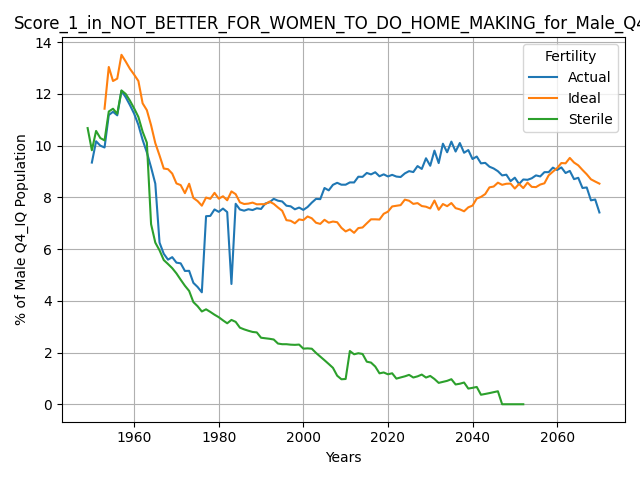 Score_1_in_NOT_BETTER_FOR_WOMEN_TO_DO_HOME_MAKING_for_Male_Q4
14
12
10
8
6
4
2
0
% of Male Q4_IQ Population
Fertility
Actual
Ideal
Sterile
1960
1980
2000
2020
2040
2060
Years